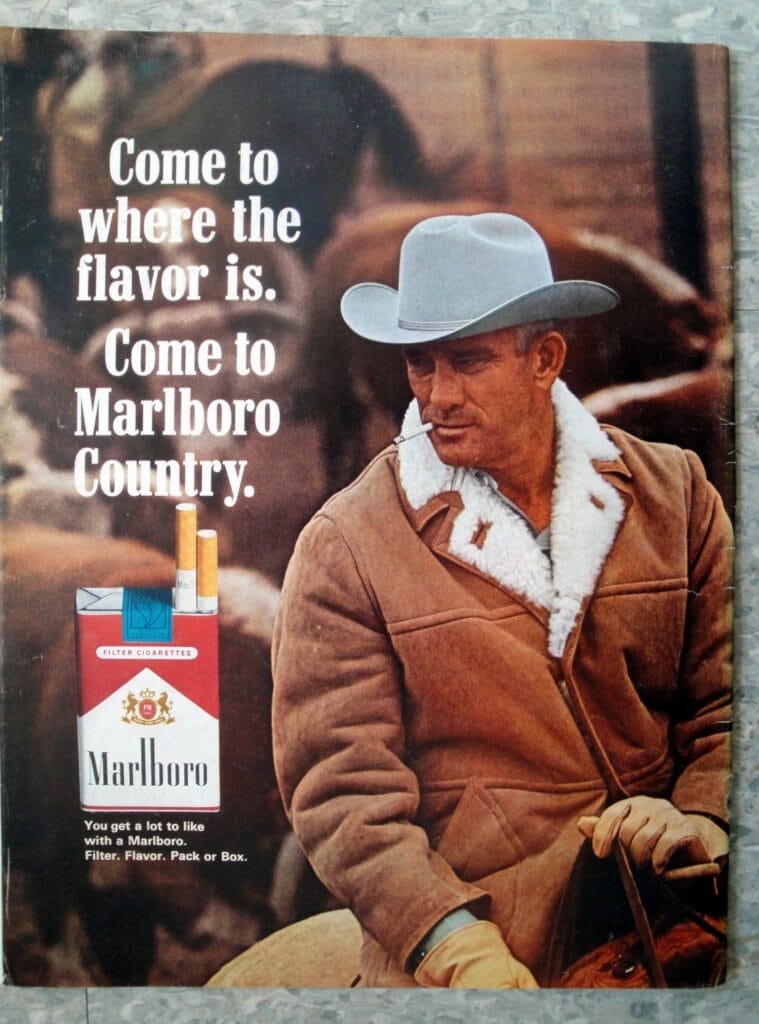 Come to
where the
flavor is.
Come to
Marlboro
Country.
FILTER CIGARETTES
PM
Marlboro
You get a lot to like
with a Marlboro.
Filter. Flavor. Pack or Box.